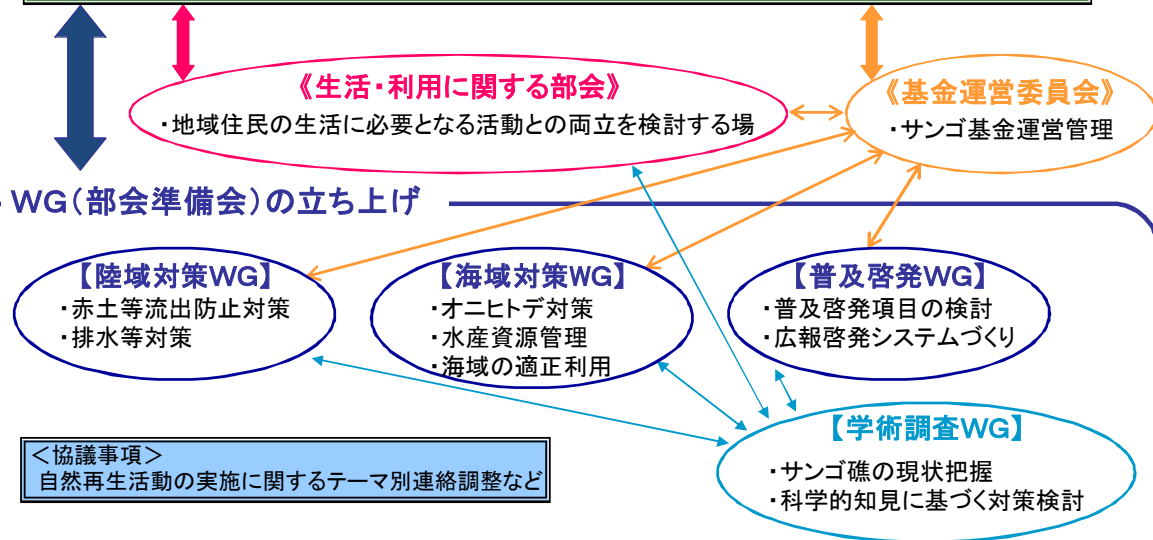 《生活・利用に関する部会》
・地域住民の生活に必要となる活動との両立を検討する場
《基金運営委員会》
・サンゴ基金運営管理
WG(部会準備会)の立ち上げ
【陸域対策WG】
・赤土等流出防止対策
・排水等対策
【海域対策WG】
・オニヒトデ対策
・水産資源管理
・海域の適正利用
【普及啓発WG】
・普及啓発項目の検討
・広報啓発システムづくり
【学術調査WG】
・サンゴ礁の現状把握
・科学的知見に基づく対策検討
<協議事項>
自然再生活動の実施に関するテーマ別連絡調整など